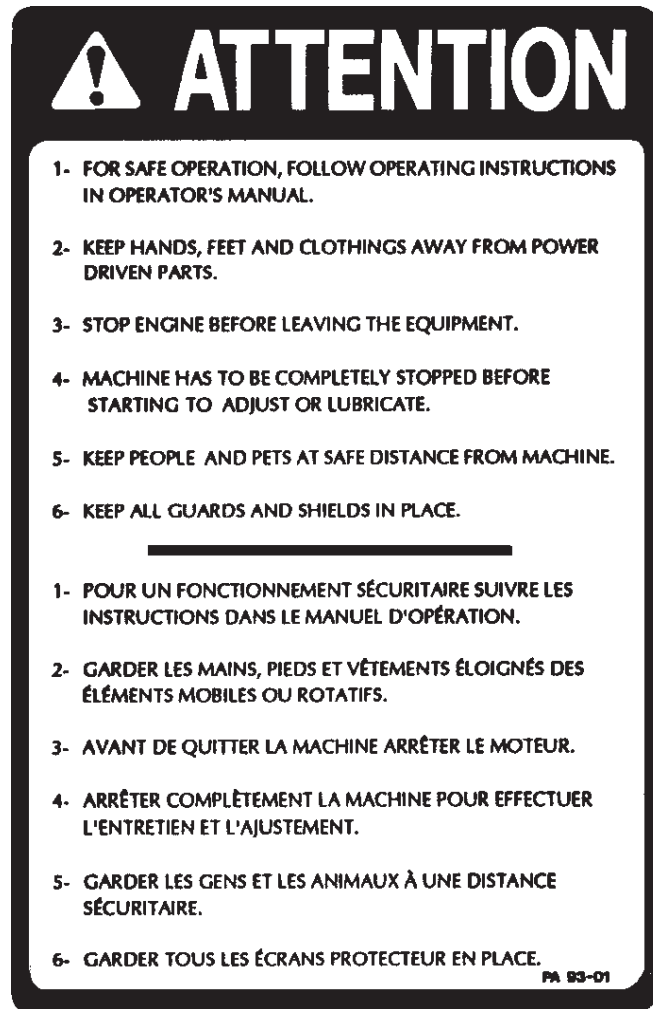 ATTENTION
1- FOR SAFE OPERATION, FOLLOW OPERATING INSTRUCTIONS
IN OPERATOR'S MANUAL.
2- KEEP HANDS, FEET AND CLOTHINGS AWAY FROM POWER
DRIVEN PARTS.
3- STOP ENGINE BEFORE LEAVING THE EQUIPMENT.
4- MACHINE HAS TO BE COMPLETELY STOPPED BEFORE
STARTING TO ADJUST OR LUBRICATE.
5- KEEP PEOPLE AND PETS AT SAFE DISTANCE FROM MACHINE.
6- KEEP ALL GUARDS AND SHIELDS IN PLACE.
1- POUR UN FONCTIONNEMENT SÉCURITAIRE SUIVRE LES
INSTRUCTIONS DANS LE MANUEL D'OPÉRATION.
2- GARDER LES MAINS, PIEDS ET VÊTEMENTS ÉLOIGNÉS DES
ÉLÉMENTS MOBILES OU ROTATIFS.
3- AVANT DE QUITTER LA MACHINE ARRÊTER LE MOTEUR.
4- ARRÊTER COMPLÈTEMENT LA MACHINE POUR EFFECTUER
L'ENTRETIEN ET L'AJUSTEMENT.
5- GARDER LES GENS ET LES ANIMAUX À UNE DISTANCE
SÉCURITAIRE.
6- GARDER TOUS LES ÉCRANS PROTECTEUR EN PLACE.
PA 93-01